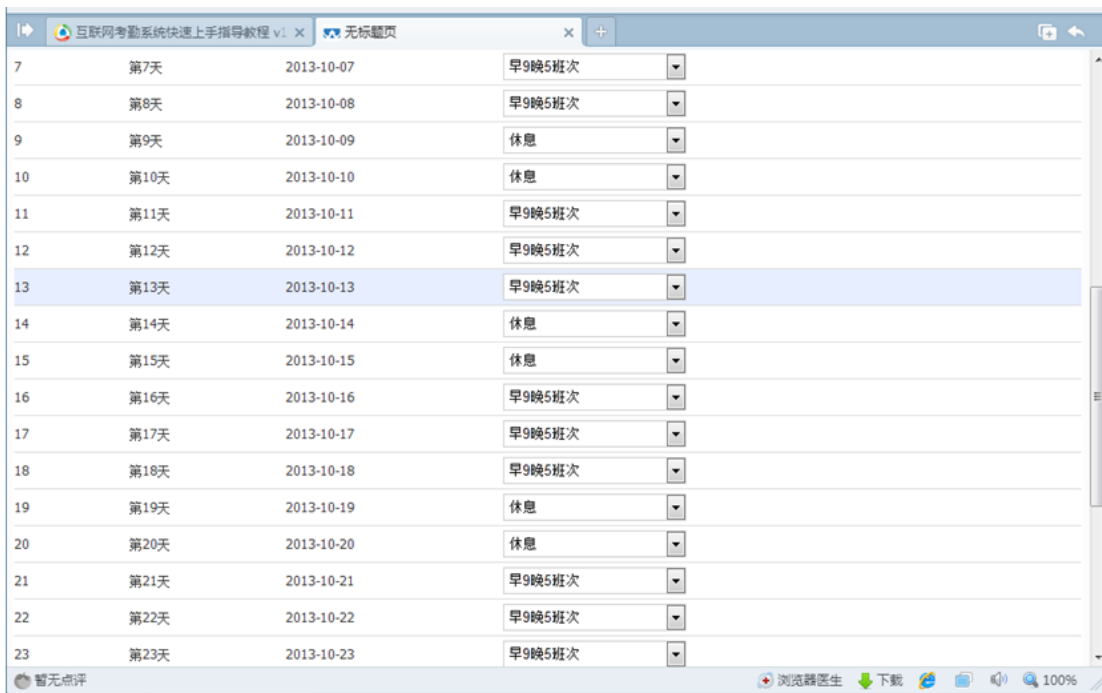 互联网考勤系统快速上手指导教程 v1 无标题页
7 第7天 2013-10-07 早9晚5班次
8 第8天 2013-10-08 早9晚5班次
9 第9天 2013-10-09 休息
10 第10天 2013-10-10 休息
11 第11天 2013-10-11 早9晚5班次
12 第12天 2013-10-12 早9晚5班次
13 第13天 2013-10-13 早9晚5班次
14 第14天 2013-10-14 休息
15 第15天 2013-10-15 休息
16 第16天 2013-10-16 早9晚5班次
17 第17天 2013-10-17 早9晚5班次
18 第18天 2013-10-18 早9晚5班次
19 第19天 2013-10-19 休息
20 第20天 2013-10-20 休息
21 第21天 2013-10-21 早9晚5班次
22 第22天 2013-10-22 早9晚5班次
23 第23天 2013-10-23 早9晚5班次
暂无点评 浏览器医生 下载 100%